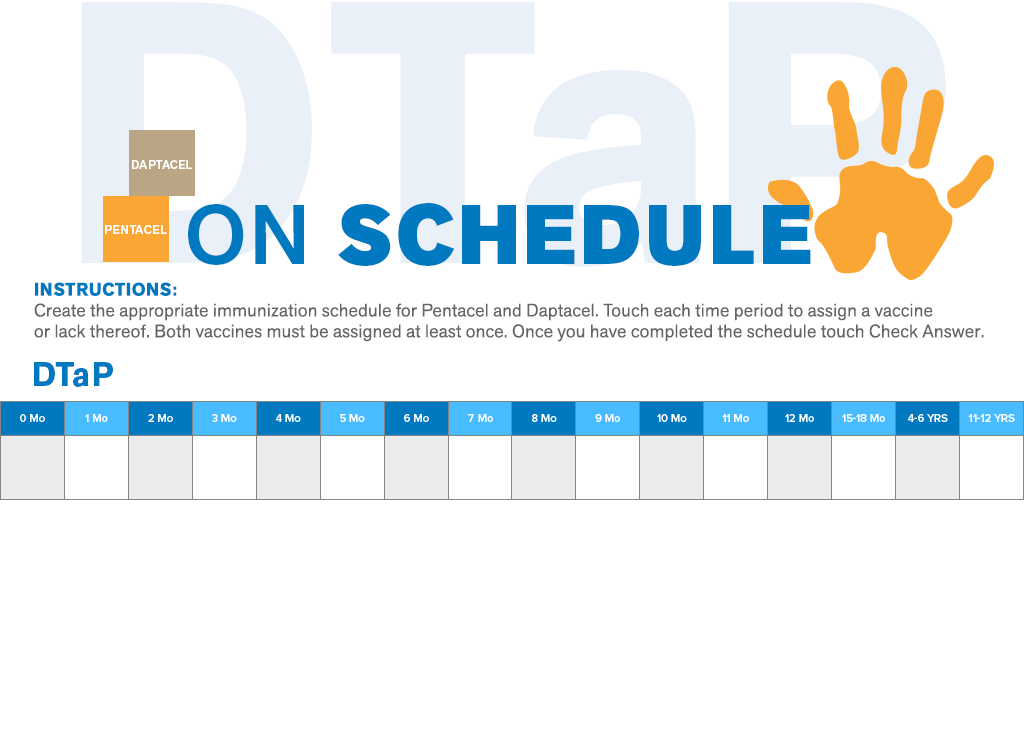 DTaP
DAPTACEL
PENTACEL
ON SCHEDULE
INSTRUCTIONS:
Create the appropriate immunization schedule for Pentacel and Daptacel. Touch each time period to assign a vaccine
or lack thereof. Both vaccines must be assigned at least once. Once you have completed the schedule touch Check Answer.
DTaP
0 Mo 1 Mo 2 Mo 3 Mo 4 Mo 5 Mo 6 Mo 7 Mo 8 Mo 9 Mo 10 Mo 11 Mo 12 Mo 15-18 Mo 4-6 YRS 11-12 YRS